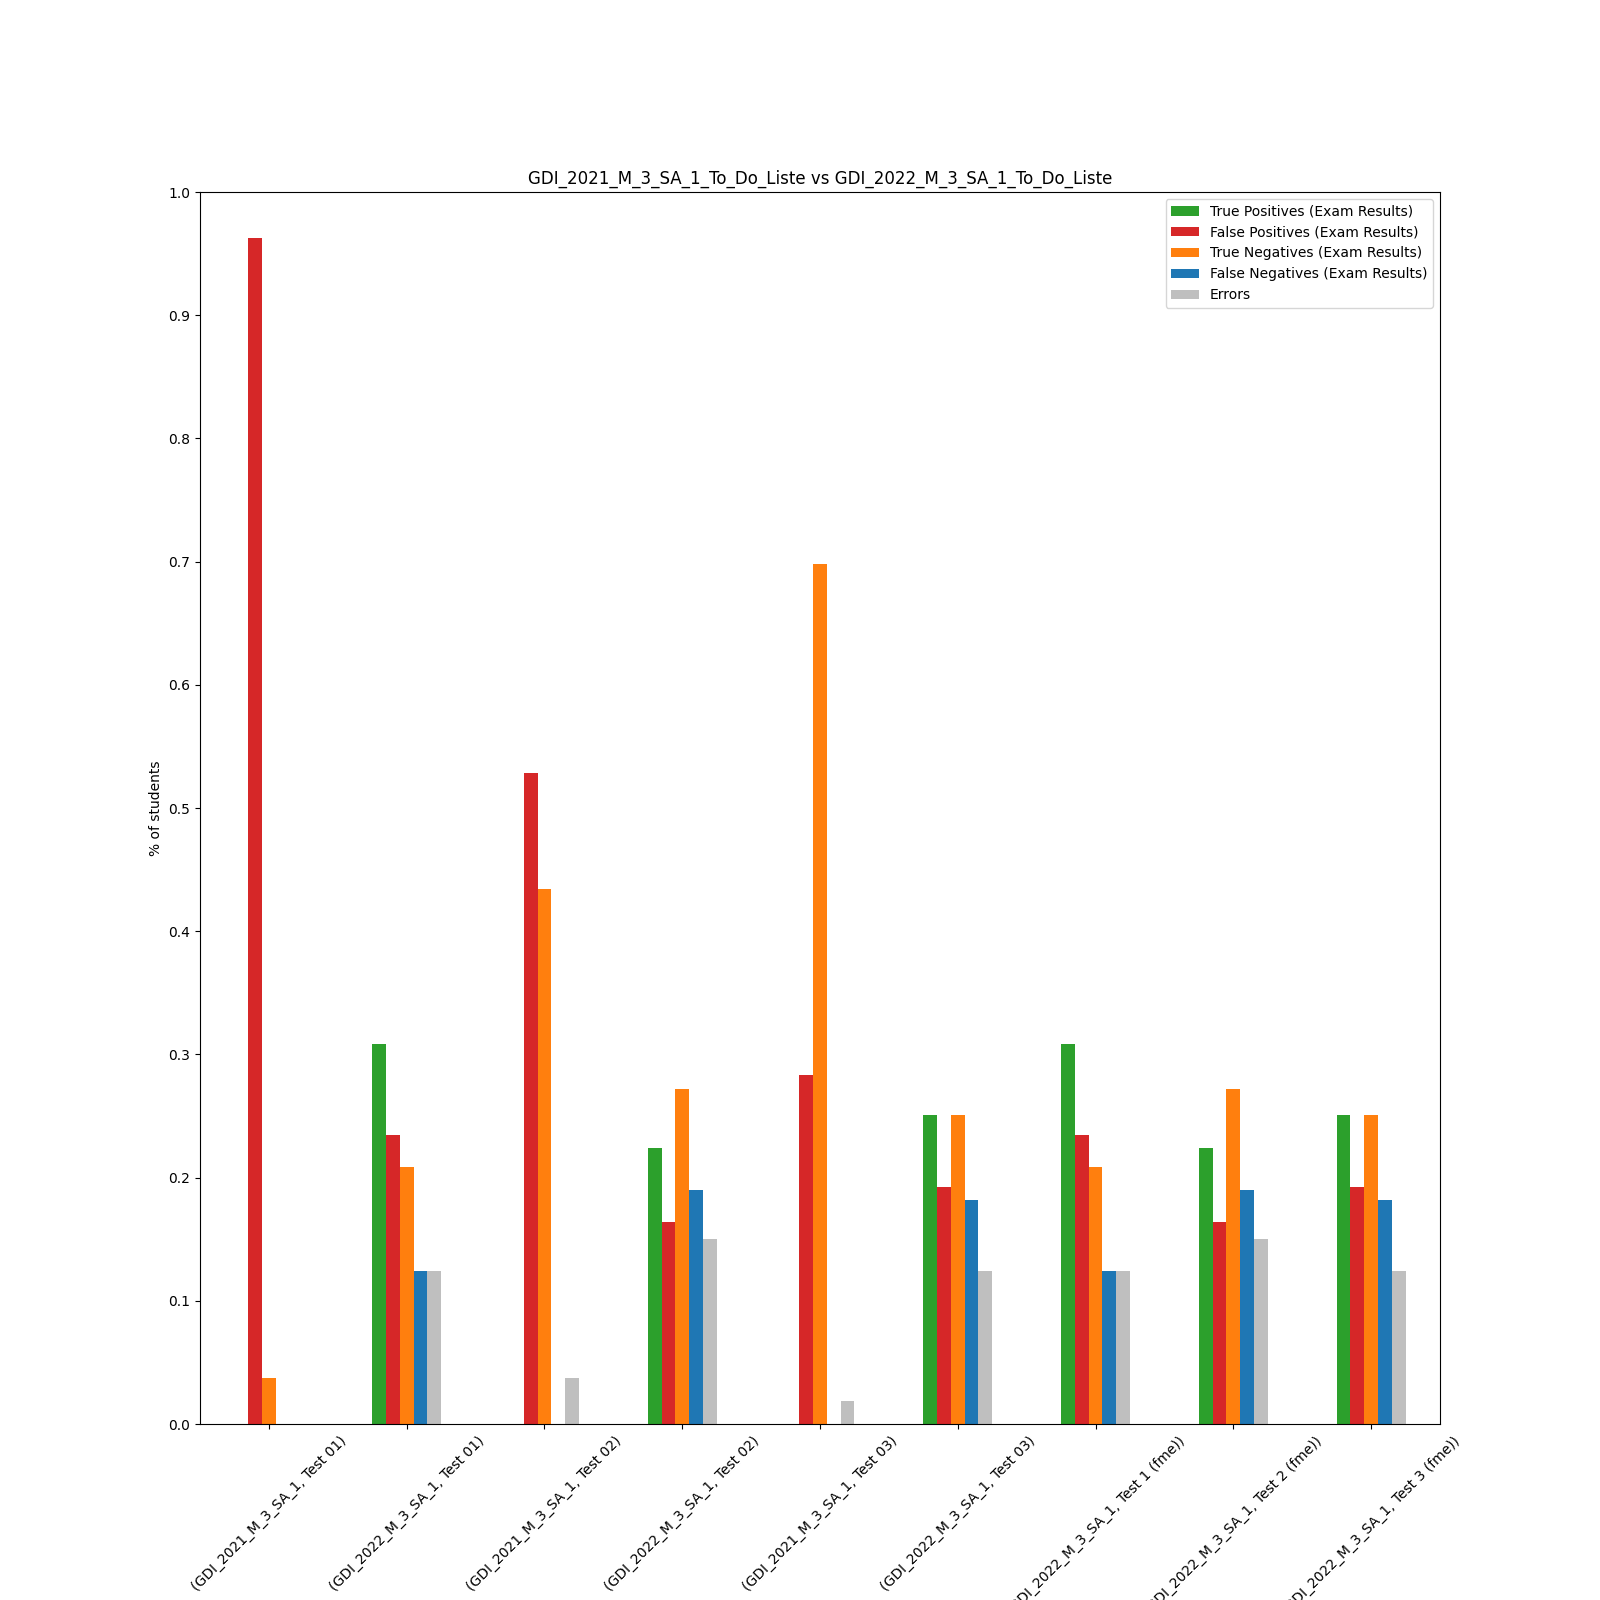 GDI_2021_M_3_SA_1_To_Do_Liste vs GDI_2022_M_3_SA_1_To_Do_Liste
True Positives (Exam Results)
False Positives (Exam Results)
True Negatives (Exam Results)
False Negatives (Exam Results)
Errors
% of students
1.0
0.9
0.8
0.7
0.6
0.5
0.4
0.3
0.2
0.1
0.0
(GDI_2021_M_3_SA_1, Test 01)
(GDI_2022_M_3_SA_1, Test 01)
(GDI_2021_M_3_SA_1, Test 02)
(GDI_2022_M_3_SA_1, Test 02)
(GDI_2021_M_3_SA_1, Test 03)
(GDI_2022_M_3_SA_1, Test 03)
GDI_2022_M_3_SA_1, Test 1 (fme))
GDI_2022_M_3_SA_1, Test 2 (fme))
GDI_2022_M_3_SA_1, Test 3 (fme))